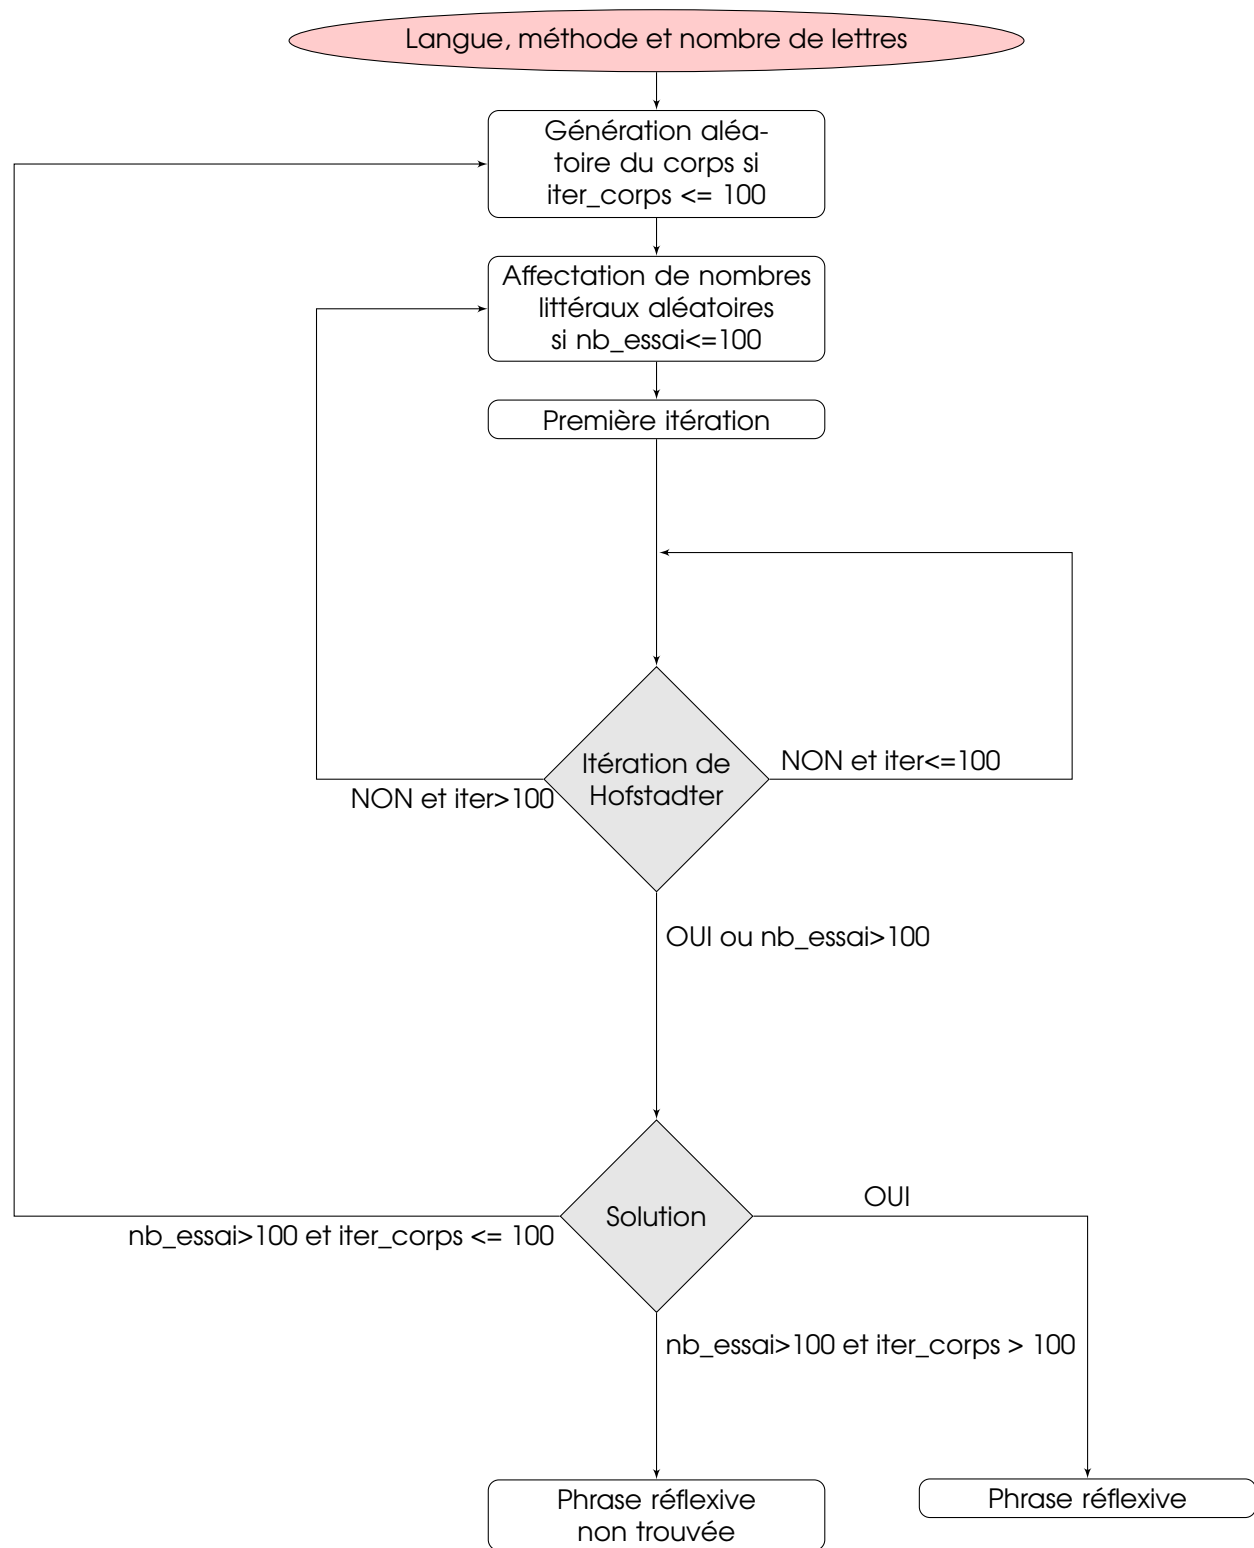 Langue, méthode et nombre de lettres
Génération aléa-
toire du corps si
iter_corps <= 100
Affectation de nombres
littéraux aléatoires
si nb_essai<=100
Première itération
Itération de
Hofstadter
NON et iter<=100
NON et iter>100
OUI ou nb_essai>100
Solution
OUI
nb_essai>100 et iter_corps <= 100
nb_essai>100 et iter_corps > 100
Phrase réflexive
non trouvée
Phrase réflexive